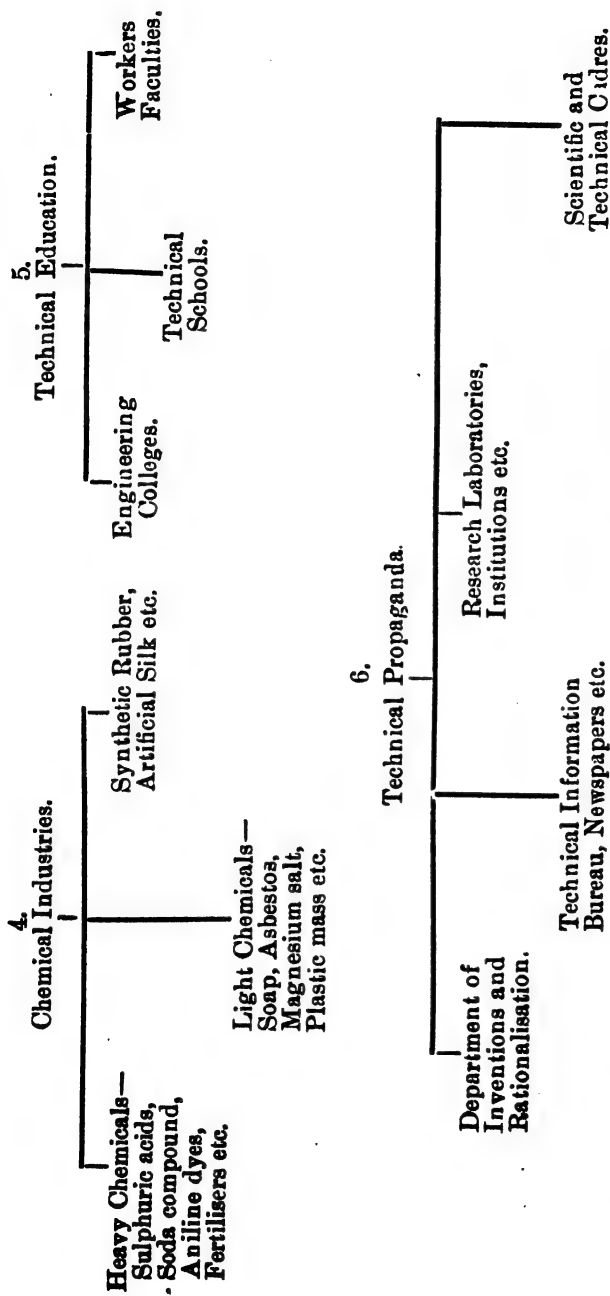 4.
Chemical Industries.
Heavy Chemicals—
Sulphuric acids,
Soda compound,
Aniline dyes,
Fertilisers etc.
Light Chemicals—
Soap, Asbestos,
Magnesium salt,
Plastic mass etc.
Synthetic Rubber,
Artificial Silk etc.
5.
Technical Education.
Engineering
Colleges.
Technical
Schools.
Workers
Faculties.
6.
Technical Propaganda.
Department of
Inventions and
Rationalisation.
Technical Information
Bureau, Newspapers etc.
Research Laboratories,
Institutions etc.
Scientific and
Technical Cadres.